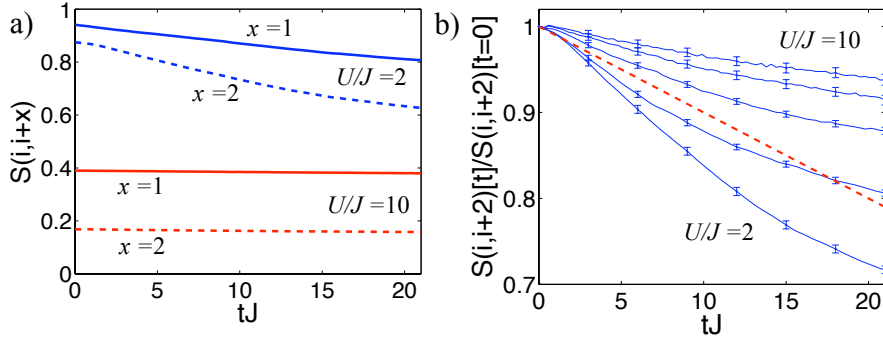 a)
S(i,i+x)
1
0.8
0.6
0.4
0.2
0
x=1
U/J=2
x=2
x=1
U/J=10
x=2
0 5 10 15 20
tJ
b)
S(i,i+2)[t]/S(i,i+2)[t=0]
1
0.9
0.8
0.7
U/J=10
U/J=2
0 5 10 15 20
tJ